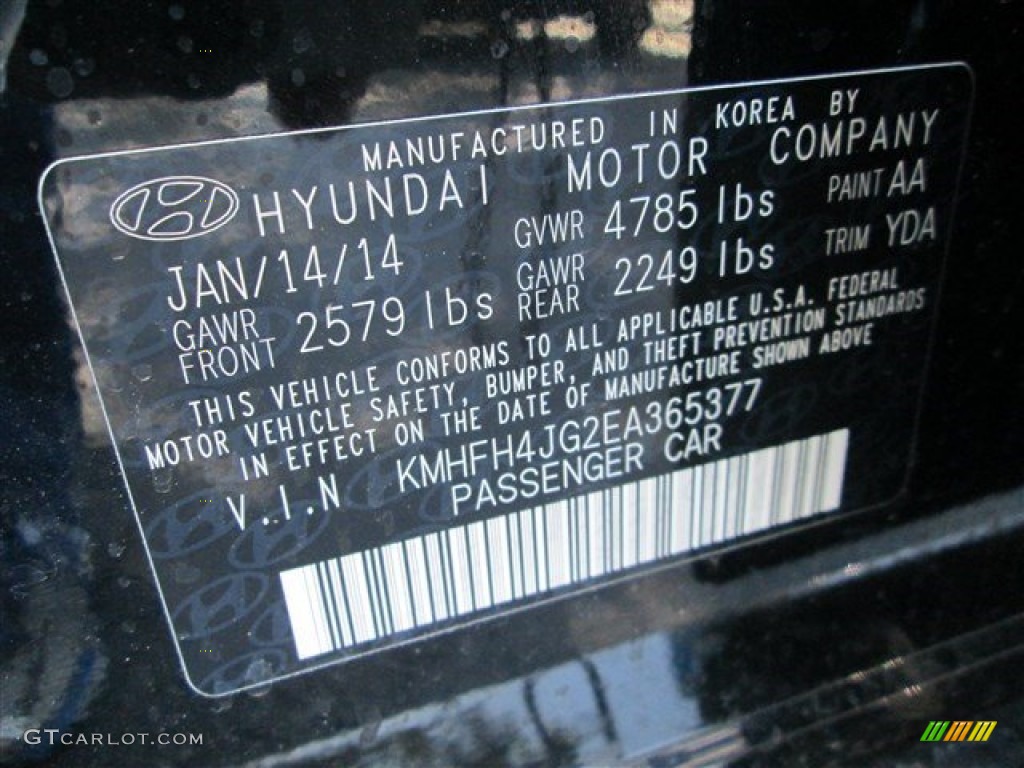 MANUFACTURED IN KOREA BY
HYUNDAI MOTOR COMPANY
JAN/14/14 GVWR 4785 lbs PAINT AA
GAWR FRONT 2579 lbs GAWR REAR 2249 lbs TRIM YDA
THIS VEHICLE CONFORMS TO ALL APPLICABLE U.S.A. FEDERAL
MOTOR VEHICLE SAFETY, BUMPER, AND THEFT PREVENTION STANDARDS
IN EFFECT ON THE DATE OF MANUFACTURE SHOWN ABOVE
V.I.N KMHFH4JG2EA365377
PASSENGER CAR
GTCARLOT.COM